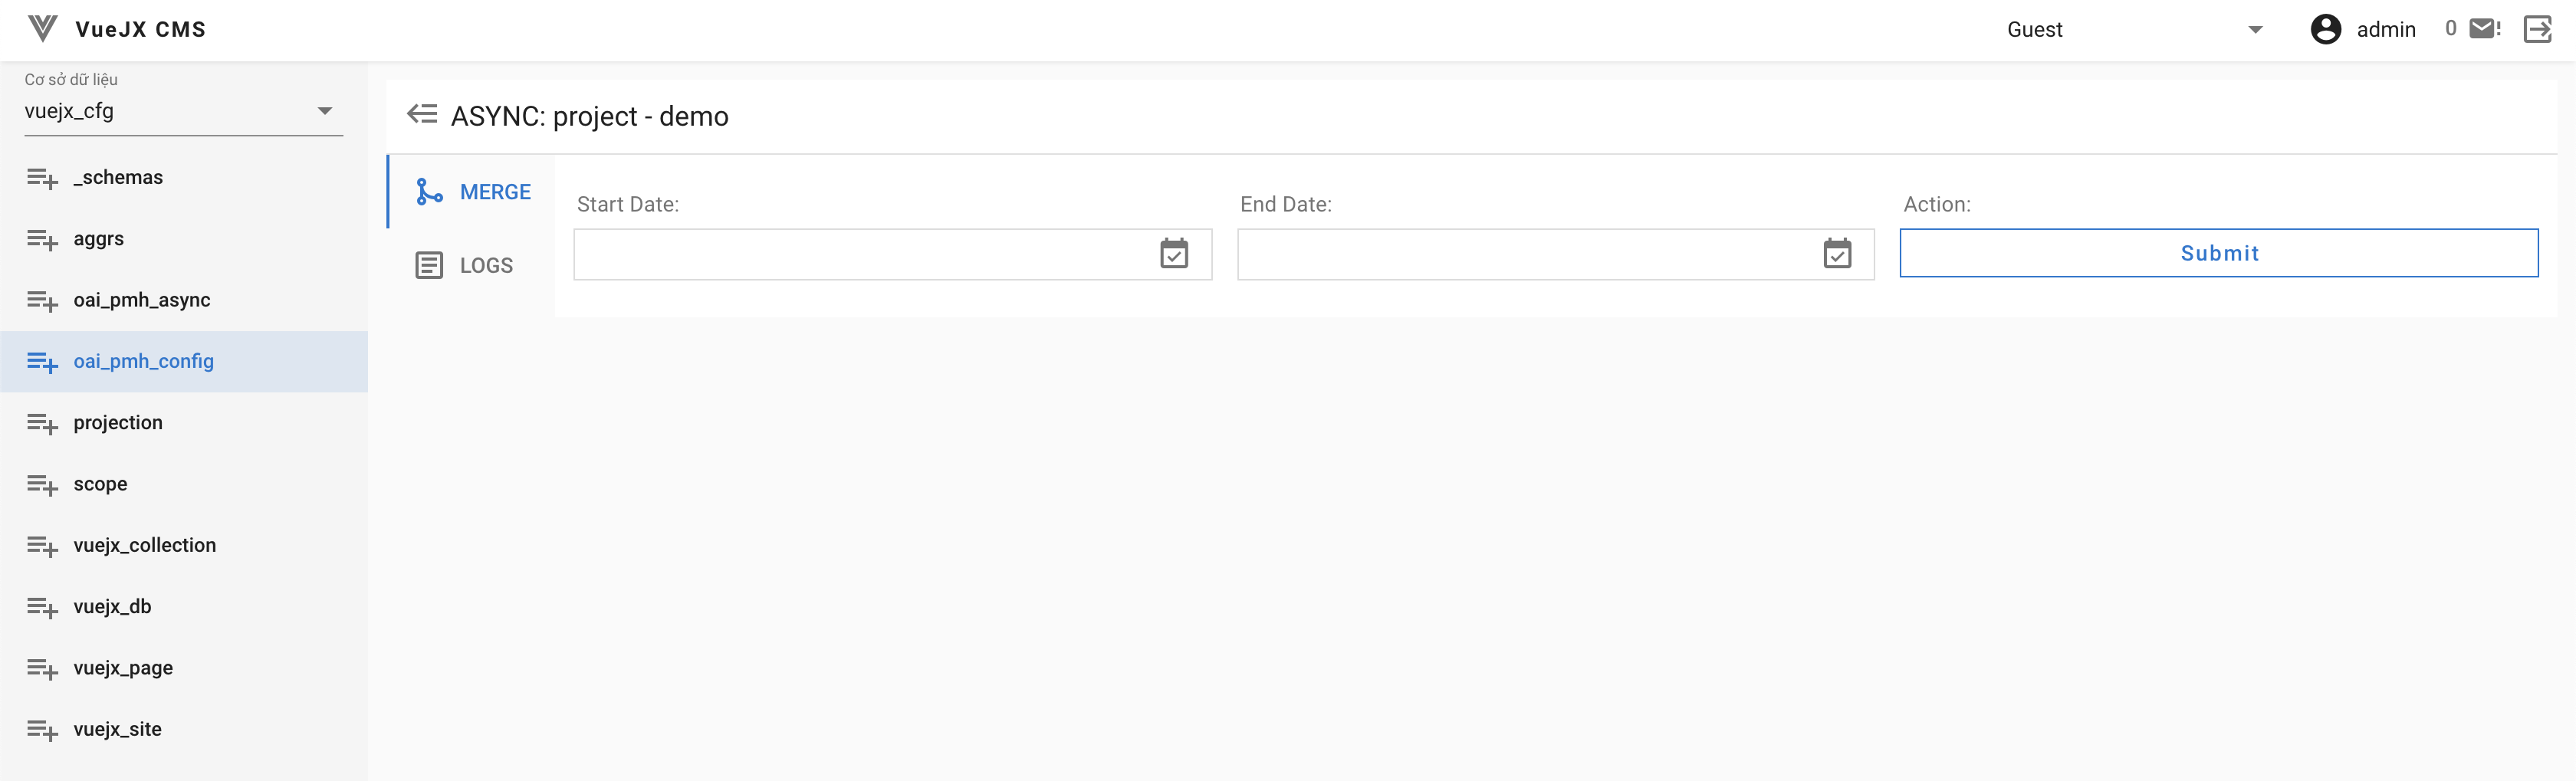 VueJX CMS
Guest
admin
0
Cơ sở dữ liệu
vuejx_cfg
_schemas
aggrs
oai_pmh_async
oai_pmh_config
projection
scope
vuejx_collection
vuejx_db
vuejx_page
vuejx_site
ASYNC: project - demo
MERGE
LOGS
Start Date:
End Date:
Action:
Submit